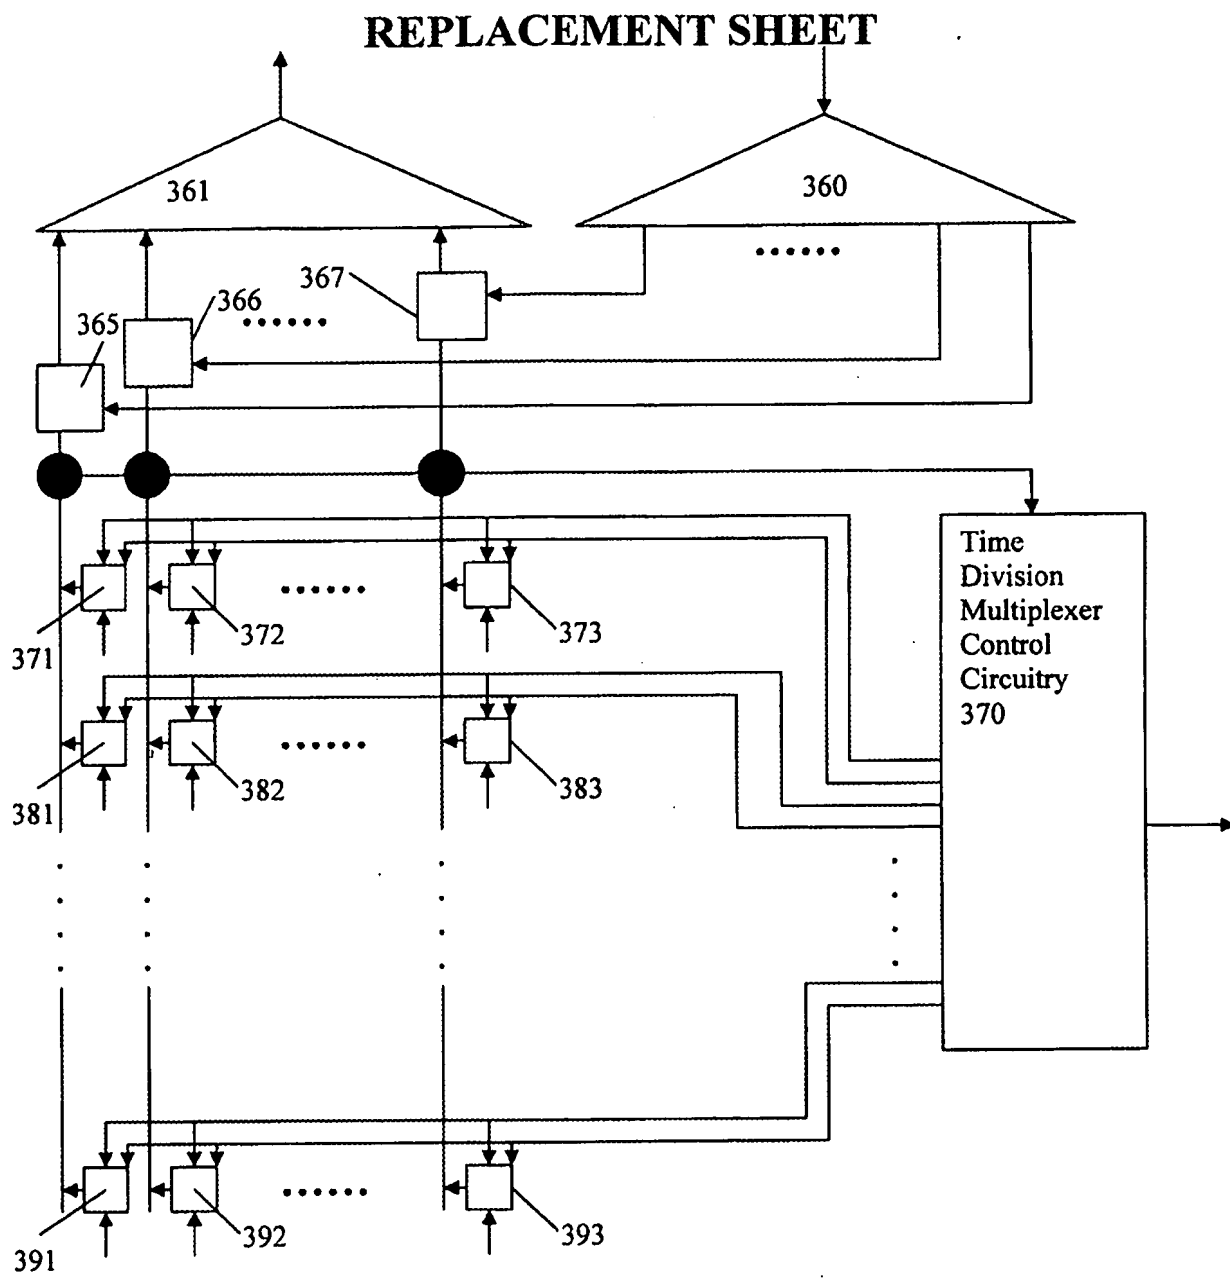 REPLACEMENT SHEET
361
360
367
366
365
Time
Division
Multiplexer
Control
Circuitry
370
371
372
373
381
382
383
391
392
393